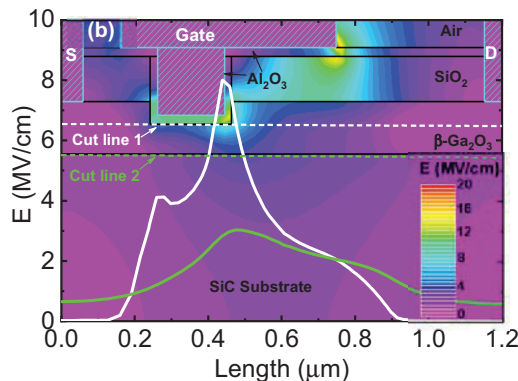 (b)
Gate
Air
S
D
Al₂O₃
SiO₂
Cut line 1
β-Ga₂O₃
Cut line 2
E (MV/cm)
20
16
12
8
4
0
SiC Substrate
E (MV/cm)
10
8
6
4
2
0
0.0 0.2 0.4 0.6 0.8 1.0 1.2
Length (μm)